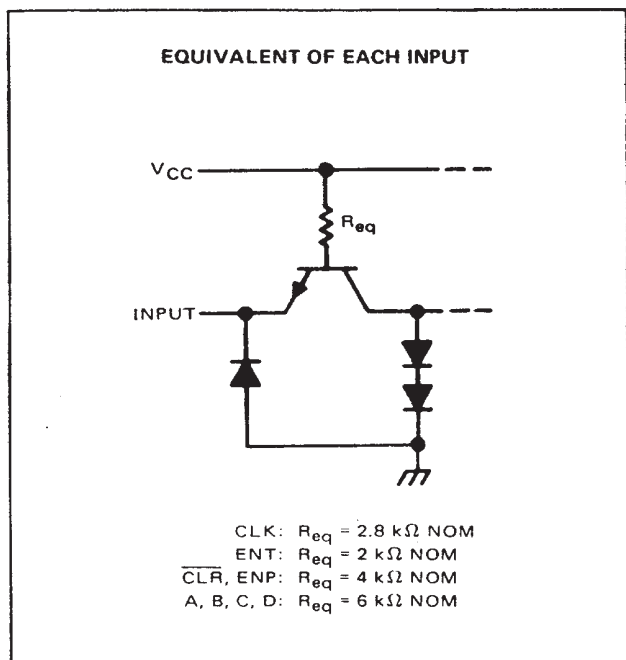 EQUIVALENT OF EACH INPUT
VCC
Req
INPUT
CLK: Req = 2.8 kΩ NOM
ENT: Req = 2 kΩ NOM
C̅L̅R̅, ENP: Req = 4 kΩ NOM
A, B, C, D: Req = 6 kΩ NOM